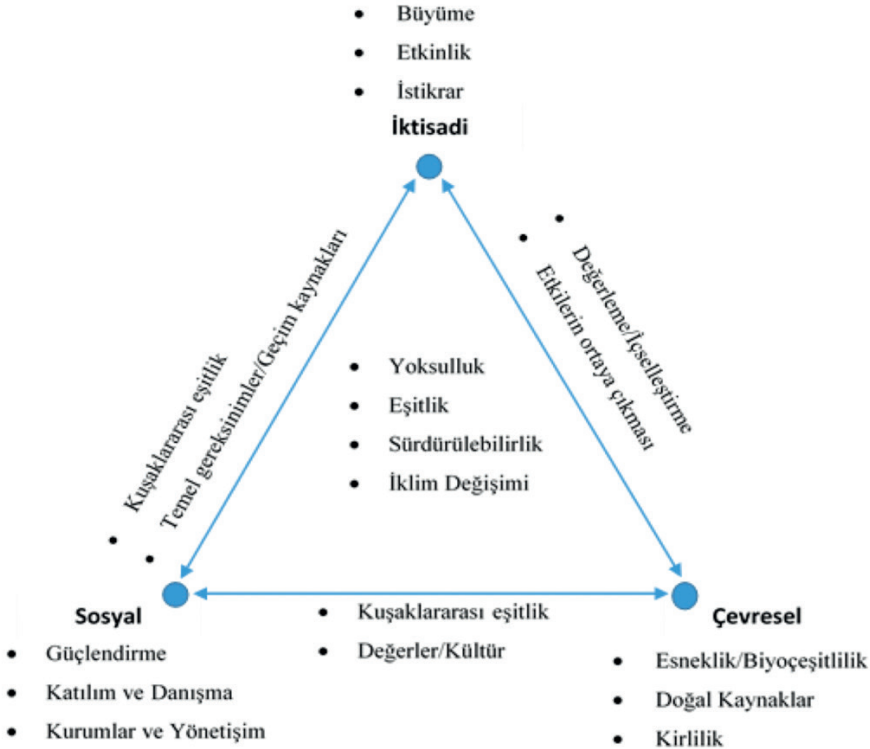 • Büyüme
• Etkinlik
• İstikrar
İktisadi
• Kuşaklararası eşitlik
• Temel gereksinimler/Geçim kaynakları
• Değerleme/İçselleştirme
• Etkilerin ortaya çıkması
• Yoksulluk
• Eşitlik
• Sürdürülebilirlik
• İklim Değişimi
Sosyal
• Güçlendirme
• Katılım ve Danışma
• Kurumlar ve Yönetişim
• Kuşaklararası eşitlik
• Değerler/Kültür
Çevresel
• Esneklik/Biyoçeşitlilik
• Doğal Kaynaklar
• Kirlilik